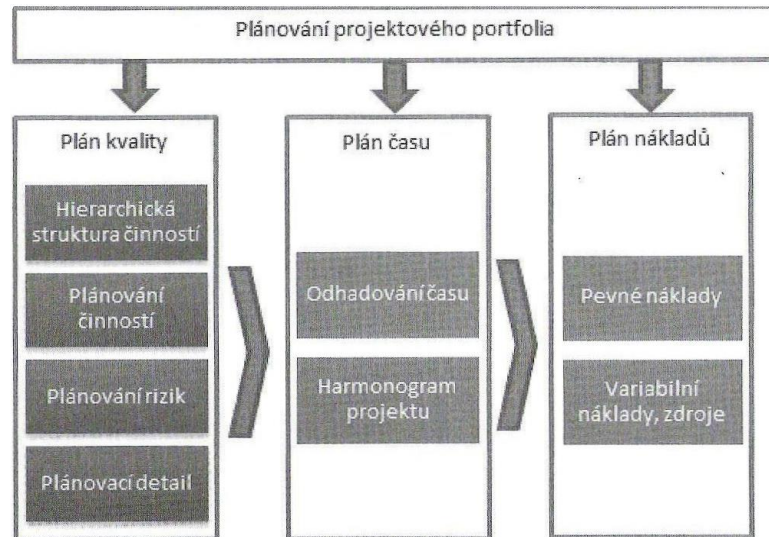 Plánování projektového portfolia
Plán kvality
Hierarchická
struktura činností
Plánování
činností
Plánování rizik
Plánovací detail
Plán času
Odhadování času
Harmonogram
projektu
Plán nákladů
Pevné náklady
Variabilní
náklady, zdroje